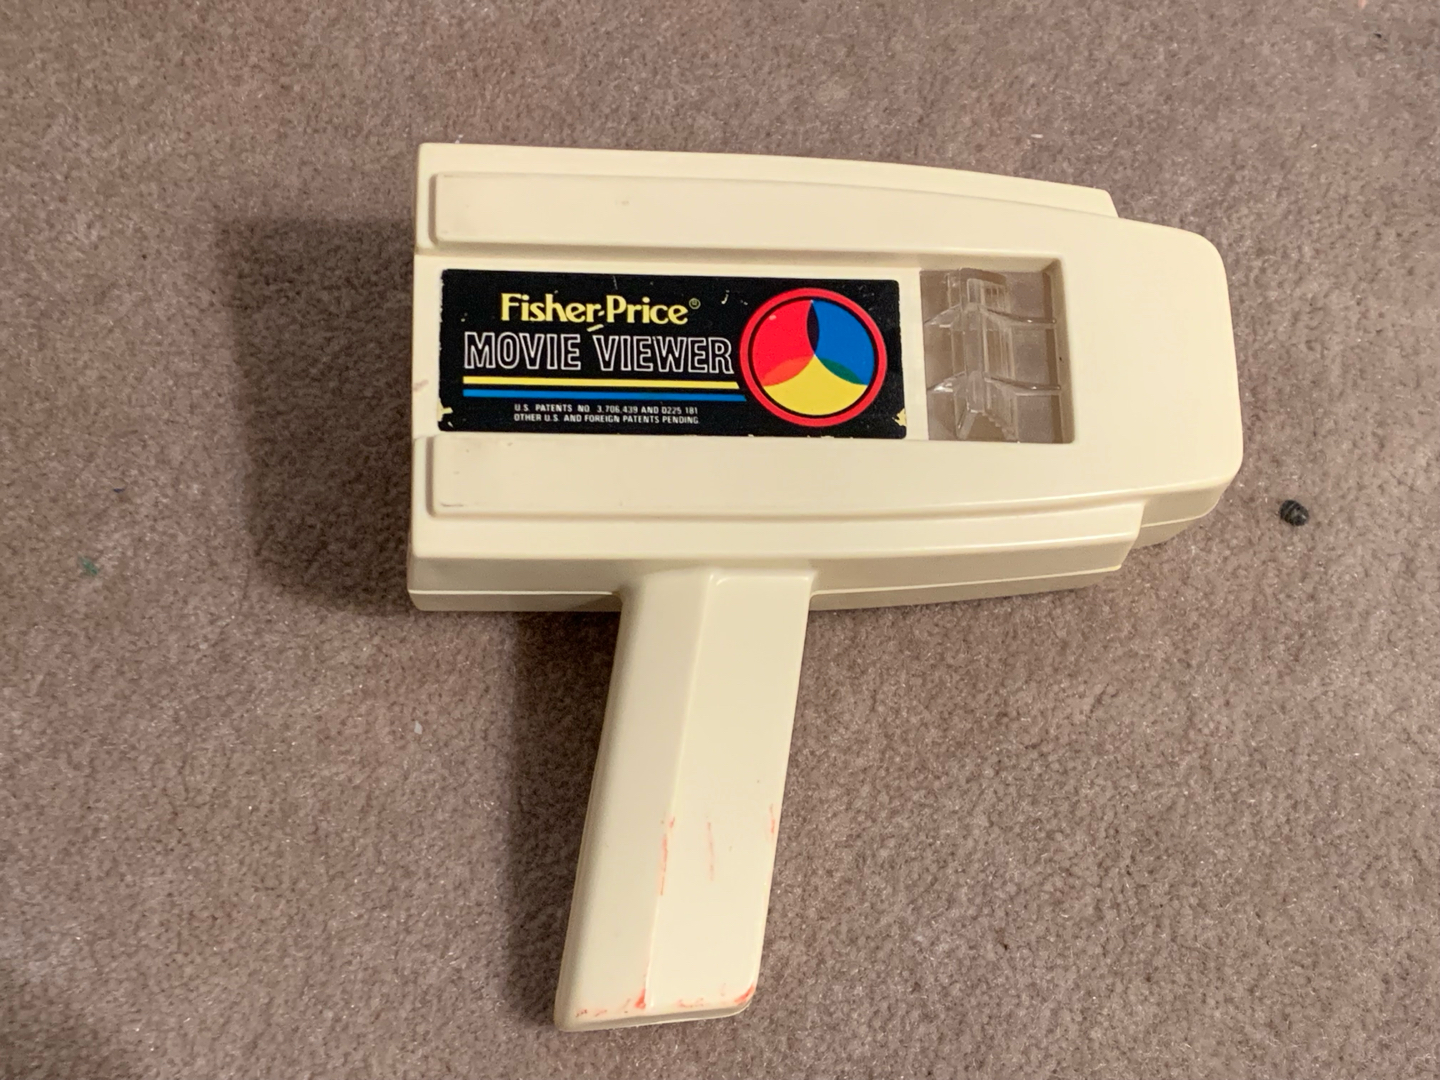 Fisher-Price®
MOVIE VIEWER
U.S. PATENTS NO. 3,706,439 AND D225 181
OTHER U.S. AND FOREIGN PATENTS PENDING.